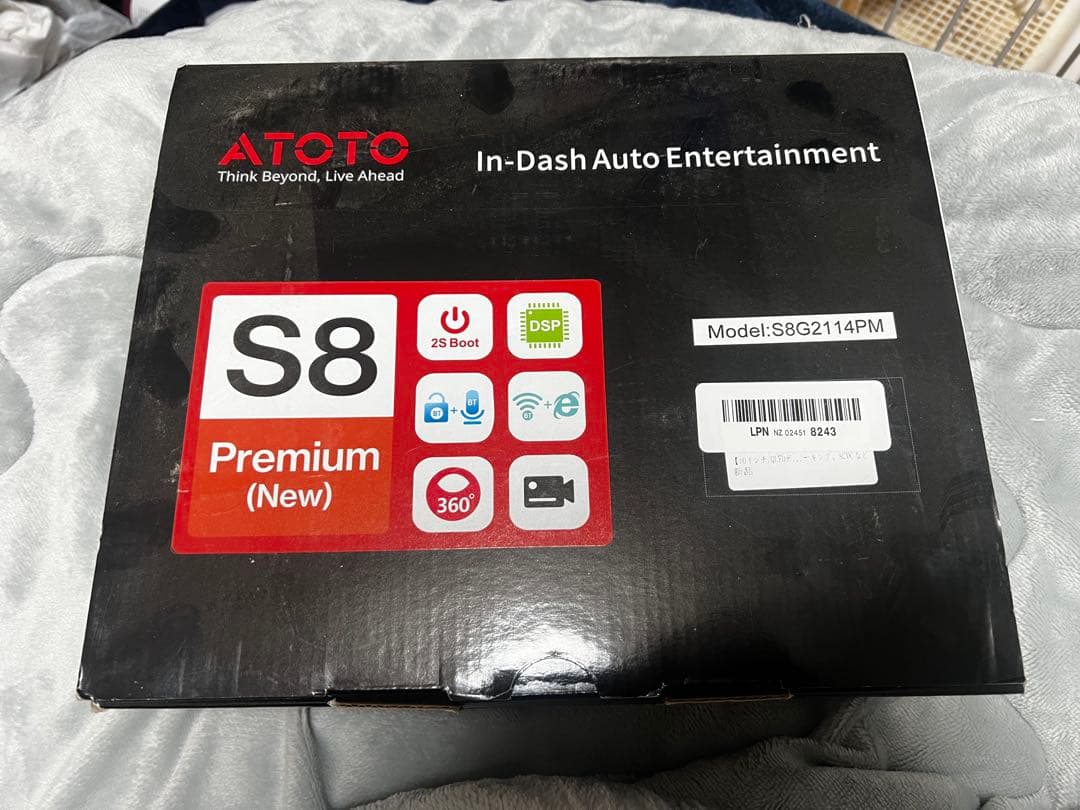 ATOTO
Think Beyond, Live Ahead
In-Dash Auto Entertainment
S8
Premium
(New)
2S Boot
DSP
BT
+
BT
BT
+
360°
Model:S8G2114PM
LPN NZ 02451 8243
新品